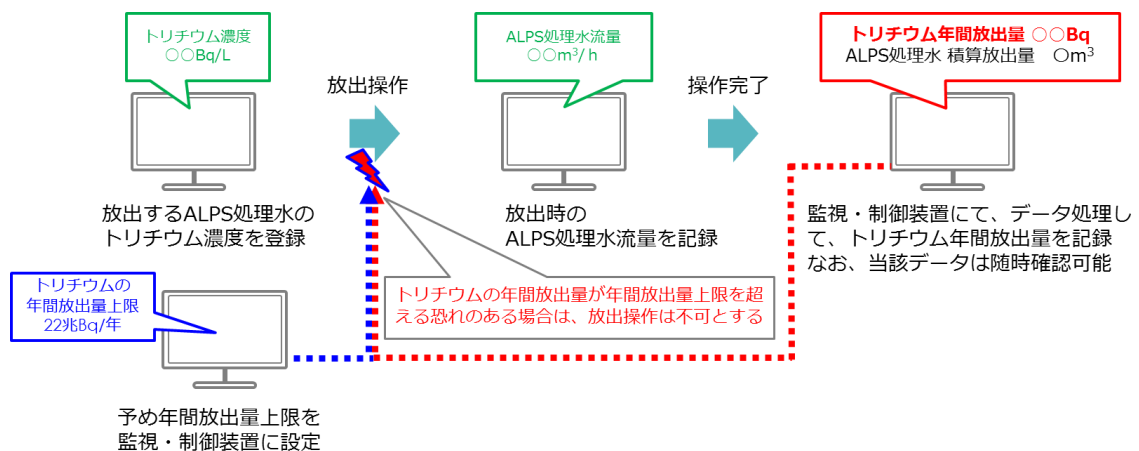 トリチウム濃度
○○Bq/L
放出操作
ALPS処理水流量
○○m³/ h
操作完了
トリチウム年間放出量 ○○Bq
ALPS処理水 積算放出量　○m³
放出するALPS処理水の
トリチウム濃度を登録
放出時の
ALPS処理水流量を記録
監視・制御装置にて、データ処理し
て、トリチウム年間放出量を記録
なお、当該データは随時確認可能
トリチウムの
年間放出量上限
22兆Bq/年
トリチウムの年間放出量が年間放出量上限を超
える恐れのある場合は、放出操作は不可とする
予め年間放出量上限を
監視・制御装置に設定